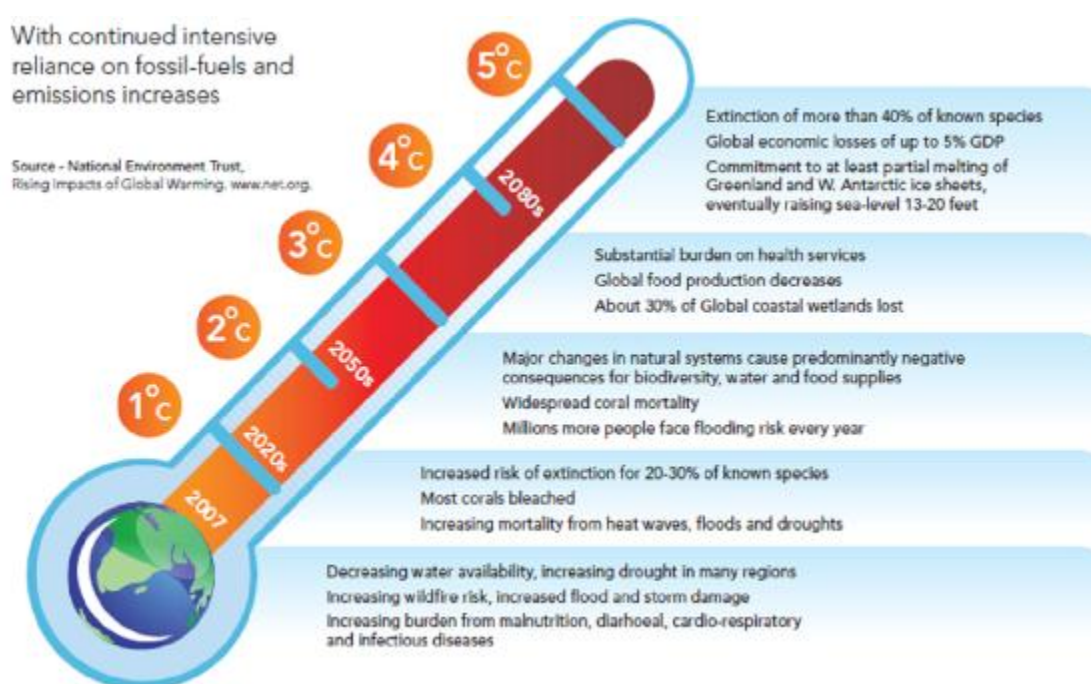 With continued intensive
reliance on fossil-fuels and
emissions increases
Source - National Environment Trust,
Rising Impacts of Global Warming. www.net.org.
5°C
4°C
3°C
2°C
1°C
2080s
2050s
2020s
2007
Extinction of more than 40% of known species
Global economic losses of up to 5% GDP
Commitment to at least partial melting of
Greenland and W. Antarctic ice sheets,
eventually raising sea-level 13-20 feet
Substantial burden on health services
Global food production decreases
About 30% of Global coastal wetlands lost
Major changes in natural systems cause predominantly negative
consequences for biodiversity, water and food supplies
Widespread coral mortality
Millions more people face flooding risk every year
Increased risk of extinction for 20-30% of known species
Most corals bleached
Increasing mortality from heat waves, floods and droughts
Decreasing water availability, increasing drought in many regions
Increasing wildfire risk, increased flood and storm damage
Increasing burden from malnutrition, diarhoeal, cardio-respiratory
and infectious diseases